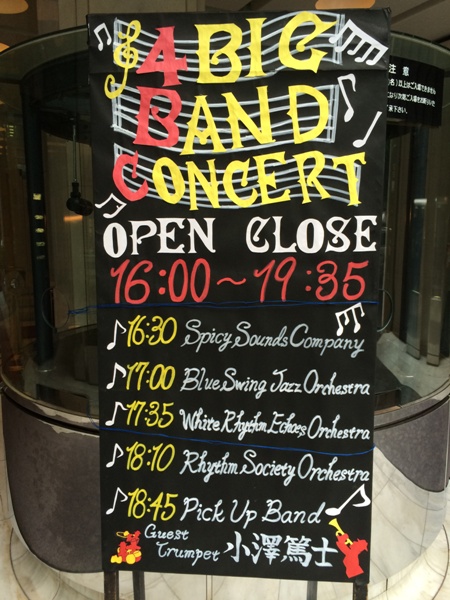 4 BIG
BAND
CONCERT
OPEN CLOSE
16:00~19:35
16:30 Spicy Sounds Company
17:00 Blue Swing Jazz Orchestra
17:35 White Rhythm Echoes Orchestra
18:10 Rhythm Society Orchestra
18:45 Pick Up Band
Guest
Trumpet 小澤篤士
注意